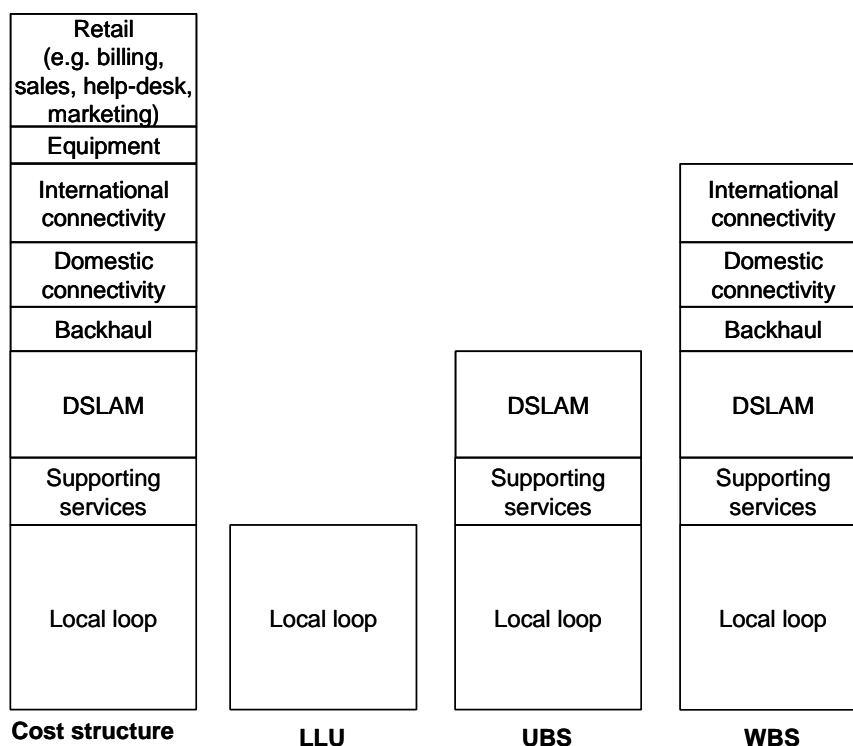 Retail
(e.g. billing,
sales, help-desk,
marketing)
Equipment
International
connectivity
Domestic
connectivity
Backhaul
DSLAM
Supporting
services
Local loop
Cost structure
Local loop
LLU
DSLAM
Supporting
services
Local loop
UBS
International
connectivity
Domestic
connectivity
Backhaul
DSLAM
Supporting
services
Local loop
WBS